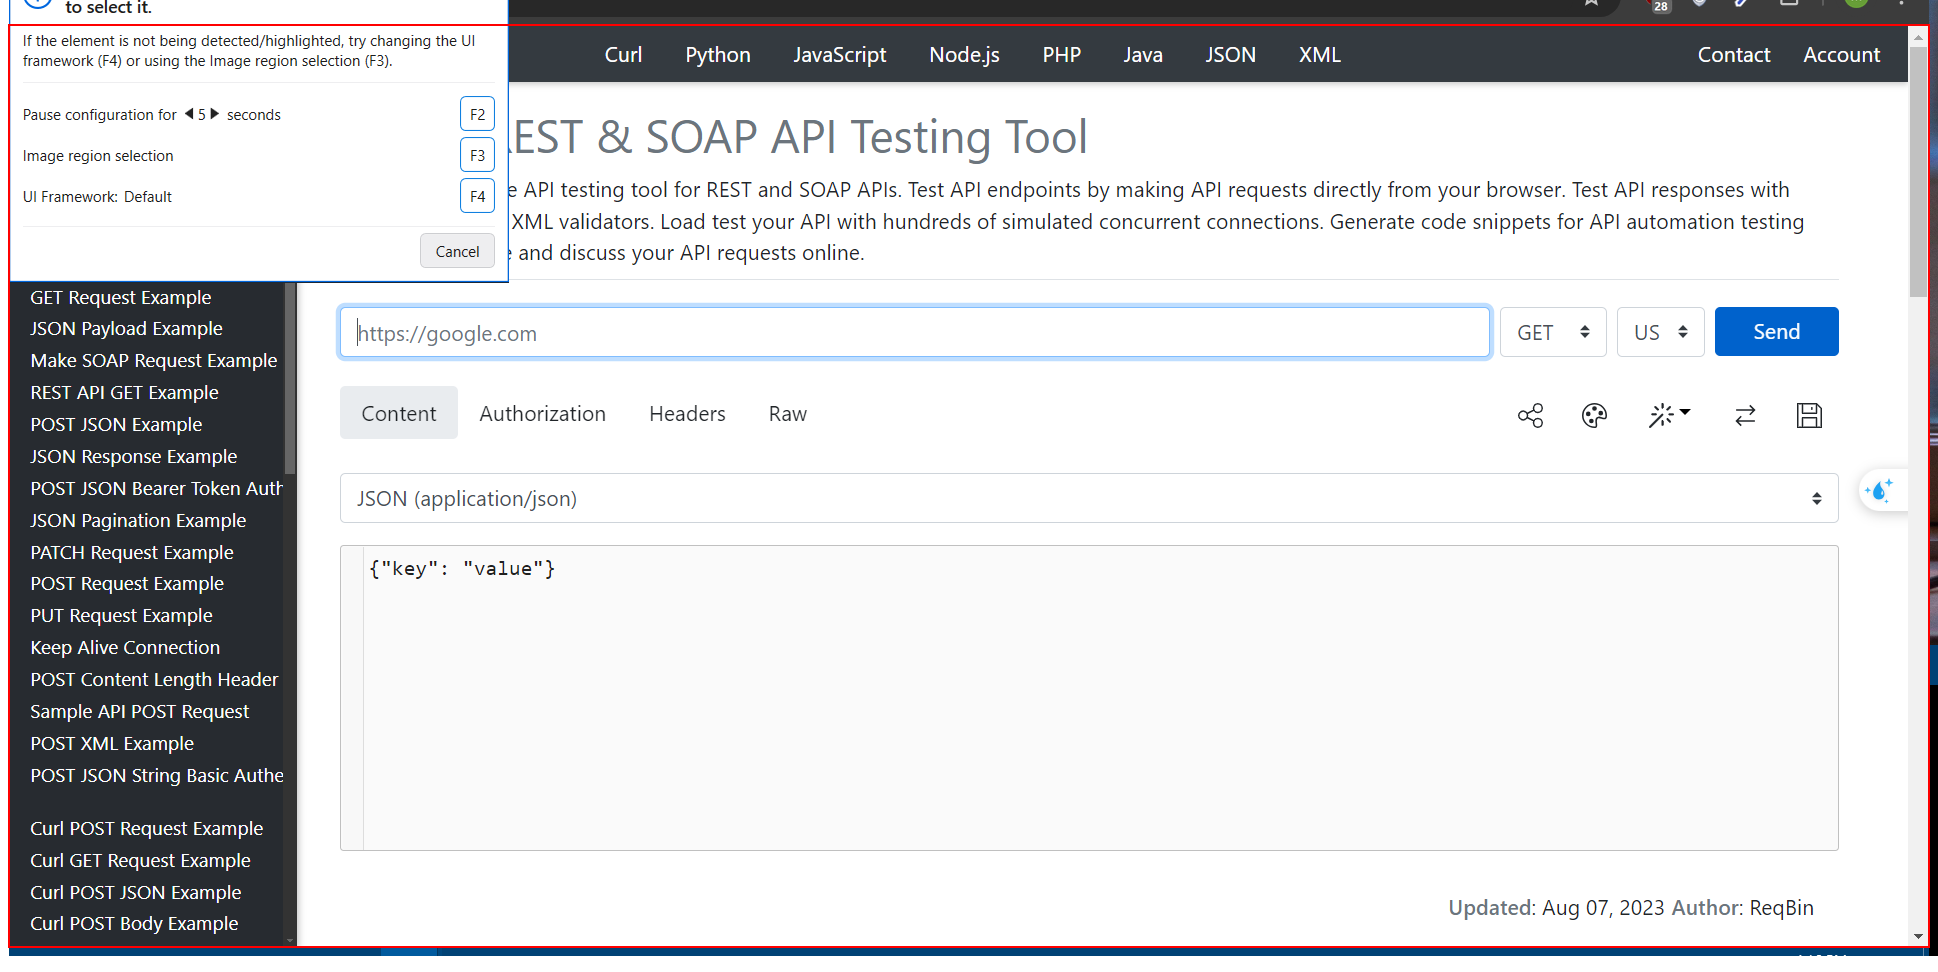 to select it.
28
If the element is not being detected/highlighted, try changing the UI
framework (F4) or using the Image region selection (F3).
Pause configuration for 5 seconds F2
Image region selection F3
UI Framework: Default F4
Cancel
Curl Python JavaScript Node.js PHP Java JSON XML Contact Account
EST & SOAP API Testing Tool
e API testing tool for REST and SOAP APIs. Test API endpoints by making API requests directly from your browser. Test API responses with
XML validators. Load test your API with hundreds of simulated concurrent connections. Generate code snippets for API automation testing
and discuss your API requests online.
GET Request Example
JSON Payload Example
Make SOAP Request Example
REST API GET Example
POST JSON Example
JSON Response Example
POST JSON Bearer Token Auth
JSON Pagination Example
PATCH Request Example
POST Request Example
PUT Request Example
Keep Alive Connection
POST Content Length Header
Sample API POST Request
POST XML Example
POST JSON String Basic Authe
Curl POST Request Example
Curl GET Request Example
Curl POST JSON Example
Curl POST Body Example
https://google.com GET US Send
Content Authorization Headers Raw
JSON (application/json)
{"key": "value"}
Updated: Aug 07, 2023 Author: ReqBin